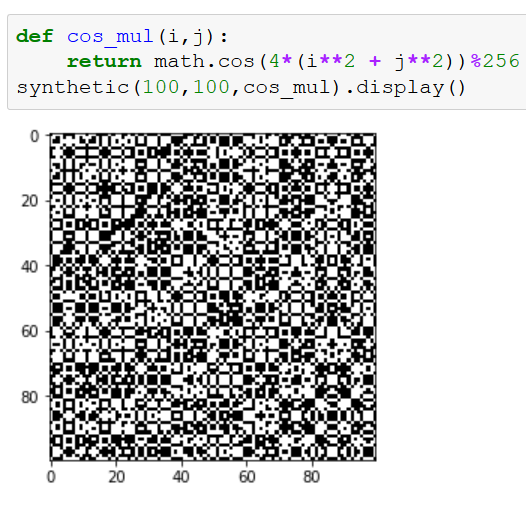 def cos_mul(i,j):
    return math.cos(4*(i**2 + j**2))%256
synthetic(100,100,cos_mul).display()
0
20
40
60
80
0 20 40 60 80